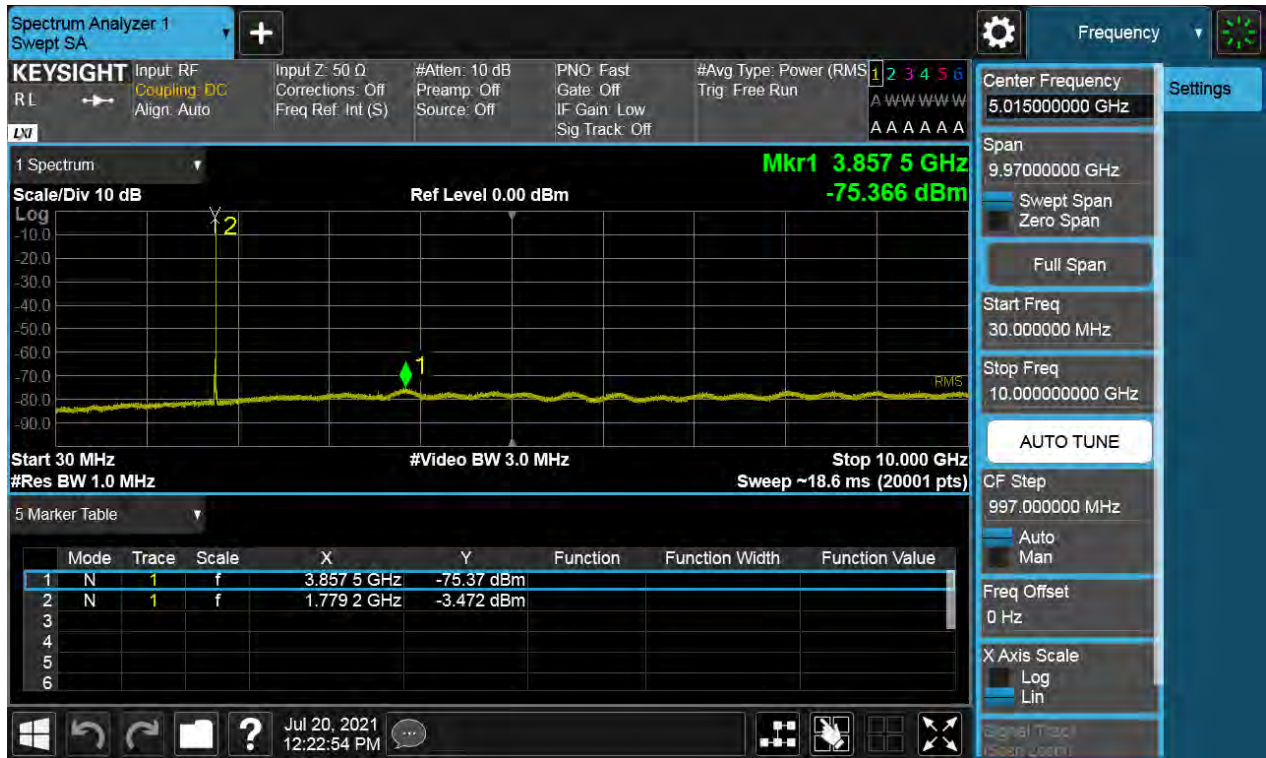 Spectrum Analyzer 1
Swept SA
Frequency
KEYSIGHT
RL
LXI
Input: RF
Coupling: DC
Align: Auto
Input Z: 50 Ω
Corrections: Off
Freq Ref: Int (S)
#Atten: 10 dB
Preamp: Off
Source: Off
PNO: Fast
Gate: Off
IF Gain: Low
Sig Track: Off
#Avg Type: Power (RMS
Trig: Free Run
1 2 3 4 5 6
A W W W W W
A A A A A A
1 Spectrum
Scale/Div 10 dB
Ref Level 0.00 dBm
Mkr1 3.857 5 GHz
-75.366 dBm
Log
-10.0
-20.0
-30.0
-40.0
-50.0
-60.0
-70.0
-80.0
-90.0
2
1
RMS
Start 30 MHz
#Video BW 3.0 MHz
Stop 10.000 GHz
#Res BW 1.0 MHz
Sweep ~18.6 ms (20001 pts)
5 Marker Table
Mode Trace Scale X Y Function Function Width Function Value
1 N 1 f 3.857 5 GHz -75.37 dBm
2 N 1 f 1.779 2 GHz -3.472 dBm
3
4
5
6
?
Jul 20, 2021
12:22:54 PM
Center Frequency
5.015000000 GHz
Settings
Span
9.97000000 GHz
Swept Span
Zero Span
Full Span
Start Freq
30.000000 MHz
Stop Freq
10.000000000 GHz
AUTO TUNE
CF Step
997.000000 MHz
Auto
Man
Freq Offset
0 Hz
X Axis Scale
Log
Lin
Signal Track
(Span Zoom)